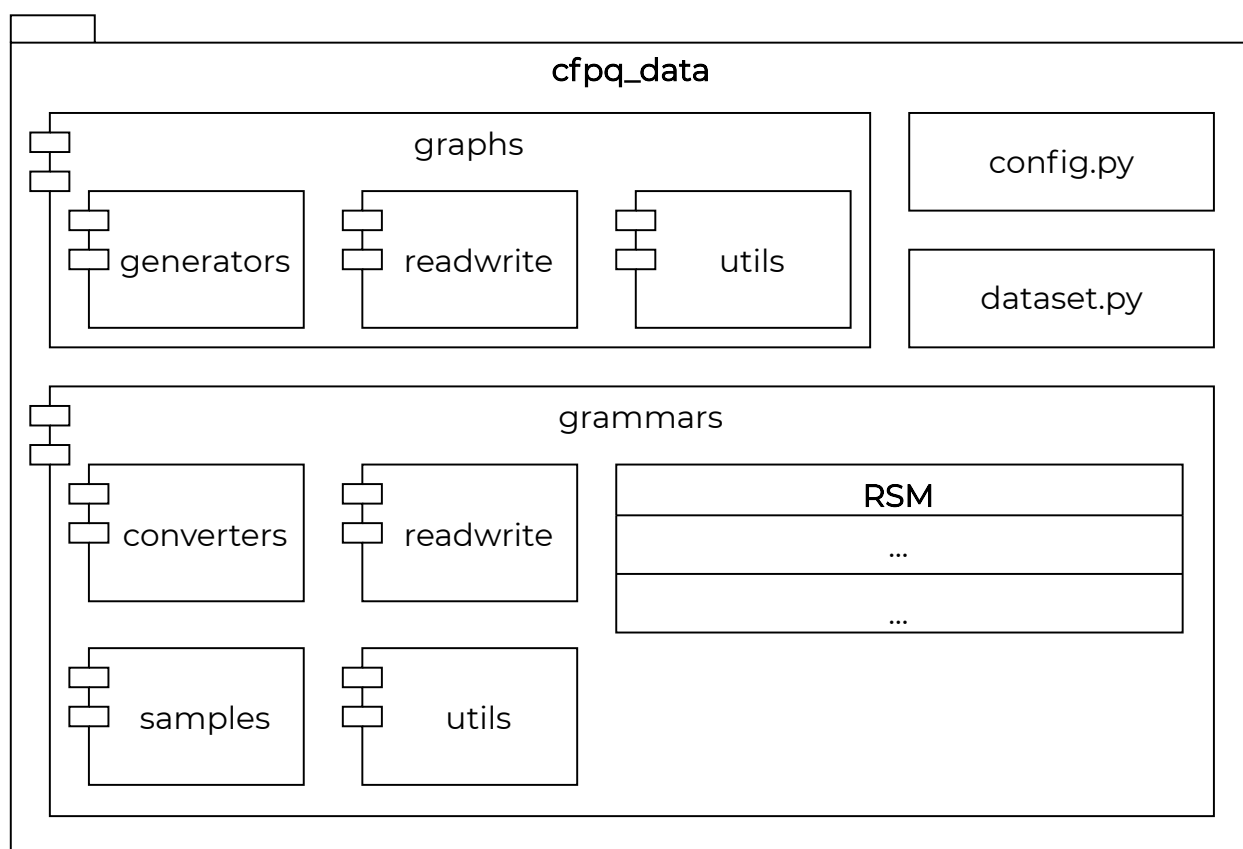 cfpq_data
graphs
config.py
generators
readwrite
utils
dataset.py
grammars
converters
readwrite
RSM
...
...
samples
utils